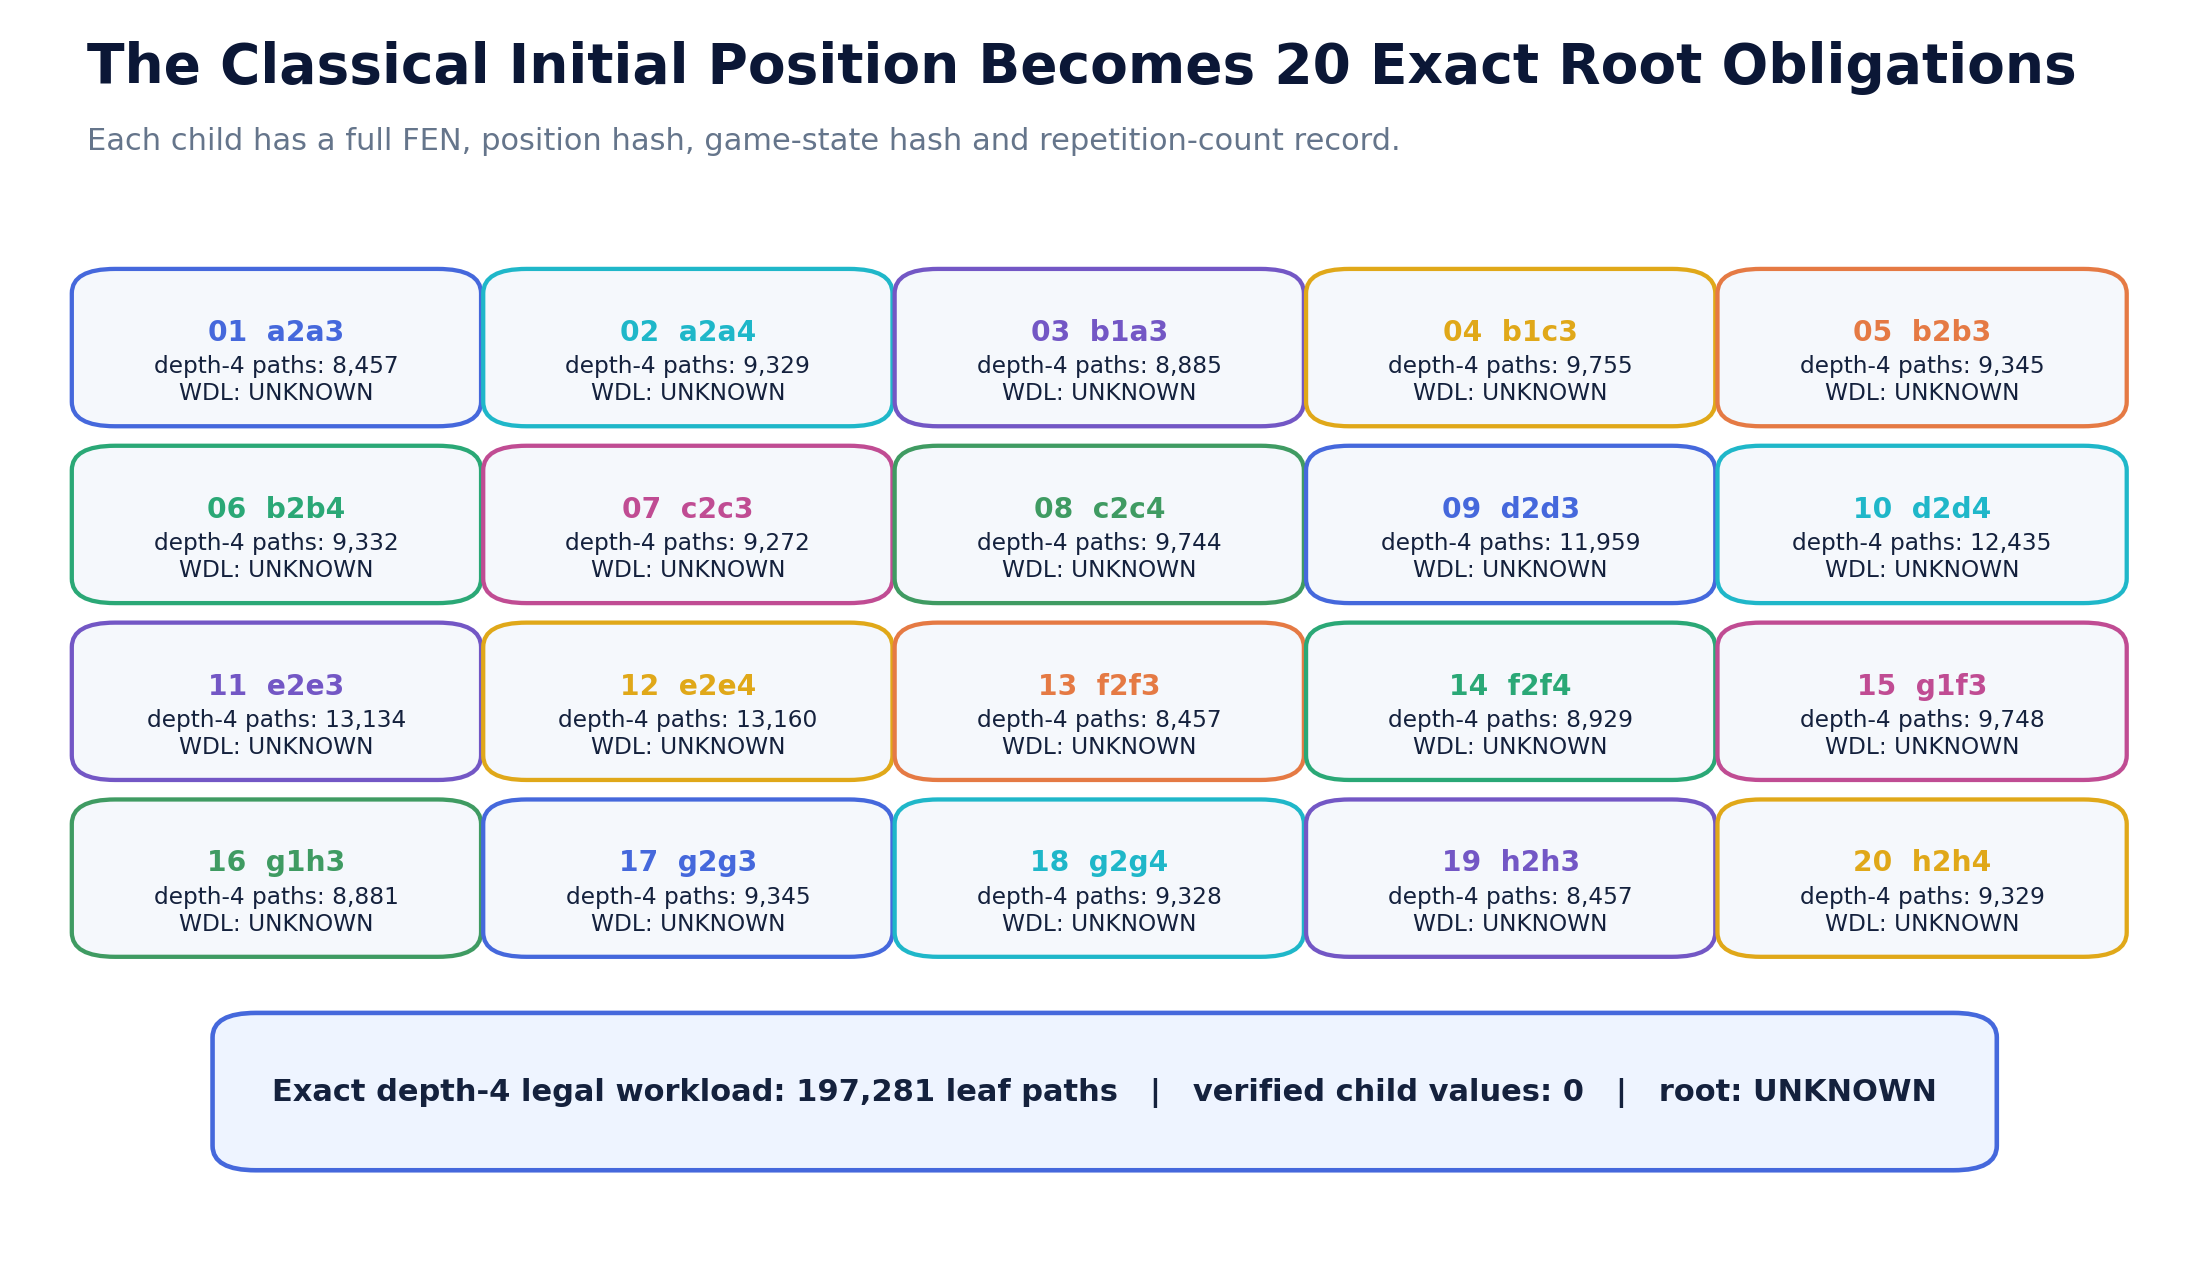 The Classical Initial Position Becomes 20 Exact Root Obligations
Each child has a full FEN, position hash, game-state hash and repetition-count record.
01 a2a3
depth-4 paths: 8,457
WDL: UNKNOWN
02 a2a4
depth-4 paths: 9,329
WDL: UNKNOWN
03 b1a3
depth-4 paths: 8,885
WDL: UNKNOWN
04 b1c3
depth-4 paths: 9,755
WDL: UNKNOWN
05 b2b3
depth-4 paths: 9,345
WDL: UNKNOWN
06 b2b4
depth-4 paths: 9,332
WDL: UNKNOWN
07 c2c3
depth-4 paths: 9,272
WDL: UNKNOWN
08 c2c4
depth-4 paths: 9,744
WDL: UNKNOWN
09 d2d3
depth-4 paths: 11,959
WDL: UNKNOWN
10 d2d4
depth-4 paths: 12,435
WDL: UNKNOWN
11 e2e3
depth-4 paths: 13,134
WDL: UNKNOWN
12 e2e4
depth-4 paths: 13,160
WDL: UNKNOWN
13 f2f3
depth-4 paths: 8,457
WDL: UNKNOWN
14 f2f4
depth-4 paths: 8,929
WDL: UNKNOWN
15 g1f3
depth-4 paths: 9,748
WDL: UNKNOWN
16 g1h3
depth-4 paths: 8,881
WDL: UNKNOWN
17 g2g3
depth-4 paths: 9,345
WDL: UNKNOWN
18 g2g4
depth-4 paths: 9,328
WDL: UNKNOWN
19 h2h3
depth-4 paths: 8,457
WDL: UNKNOWN
20 h2h4
depth-4 paths: 9,329
WDL: UNKNOWN
Exact depth-4 legal workload: 197,281 leaf paths | verified child values: 0 | root: UNKNOWN